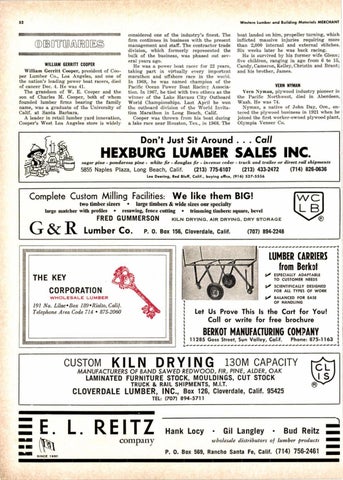 52
Western Lumber and Building Materials MERCHANT
OBITUARIES
WILLIAM GERRITT COOPER
William Gerritt Cooper, president of Cooper Lumber Co., Los Angeles, and one of the nation's leading power boat racers, died of cancer Dec. 4. He was 41.
The grandson of W. E. Cooper and the son of Charles M. Cooper, both of whom founded lumber firms bearing the family name, was a graduate of the University of Calif. at Santa Barbara.
A leader in retail lumber yard innovation, Cooper's West Los Angeles store is widely
considered one of the industry's finest. The firm continues in business with the present management and staff. The contractor trade division, which formerly represented the bulk of the business, was phased out several years ago.
He was a power boat racer for 22 years, taking part in virtually every important marathon and offshore race in the world.
In 1968, he was named champion of the Pacific Ocean Power Boat Racing Association. In 1967, he tied with two others as the winner of the Lake Havasu City Outboard World Championships. Last April he won the outboard division of the World Invitation Marathon in Long Beach, Calif.
Cooper was thrown from his boat during a lake race near Houston, Tex., in 1968. The
boat landed on him, propeller turning, which inflicted massive injuries requiring more than 2,000 internal and external stitches. Six weeks later he was back racing.
He is survived by his former wife Glenn; five children, ranging in age from 6 to 15, Candy, Cameron, Kelley, Christin and Brant; and his brother, James.
VERN NYMAN
Vern Nyman, plywood industry pioneer in the Pacific Northwest, died in Aberdeen, Wash. He was 74.
Nyman, a native of John Day, Ore., entered the plywood business in 1921 when he joined the first worker-owned plywood plant, Olympia Veneer Co.
Don't Just Sit Around . . . Call
HEXBURG LUMBER SALES INC.
sugar pine - ponderosa pine - white fir - douglas fir - incense cedar - truck and trailer or direct rail shipments
5855 Naples Plaza, Long Beach, Calif. (213) 775-6107 (213) 433-2472 (714) 826-0636
Lee Deering, Red Bluff, Calif., buying office, (916) 527-5556
Complete Custom Milling Facilities: We like them BIG!
two timber sizers • large timbers & wide sizes our specialty
large matcher with profiler • resawing, fence cutting • trimming timbers square, bevel
FRED GUMMERSON KILN DRYING, AIR DRYING, DRY STORAGE
G & R Lumber Co. P. O. Box 156, Cloverdale, Calif. (707) 894-2248
WC
LB
THE KEY
CORPORATION
WHOLESALE LUMBER
191 No. Lilac • Box 189 • Rialto, Calif.
Telephone Area Code 714 • 875-2060
LUMBER CARRIERS
from Berkot
✓ ESPECIALLY ADAPTABLE TO CUSTOMER NEEDS
✓ SCIENTIFICALLY DESIGNED FOR ALL TYPES OF WORK
✓ BALANCED FOR EASE OF HANDLING
Let Us Prove This Is the Cart for You!
Call or write for free brochure
BERKOT MANUFACTURING COMPANY
11285 Goss Street, Sun Valley, Calif. Phone: 875-1163
CUSTOM KILN DRYING 130M CAPACITY
MANUFACTURERS OF BAND SAWED REDWOOD, FIR, PINE, ALDER, OAK
LAMINATED FURNITURE STOCK, MOULDINGS, CUT STOCK
TRUCK & RAIL SHIPMENTS, M.I.T.
CLOVERDALE LUMBER, INC., Box 126, Cloverdale, Calif. 95425
TEL: (707) 894-3711
CL
IS
E. L. REITZ
company
SINCE
Hank Locy · Gil Langley · Bud Reitz
wholesale distributors of lumber products
P. O. Box 569, Rancho Santa Fe, Calif. (714) 756-2461